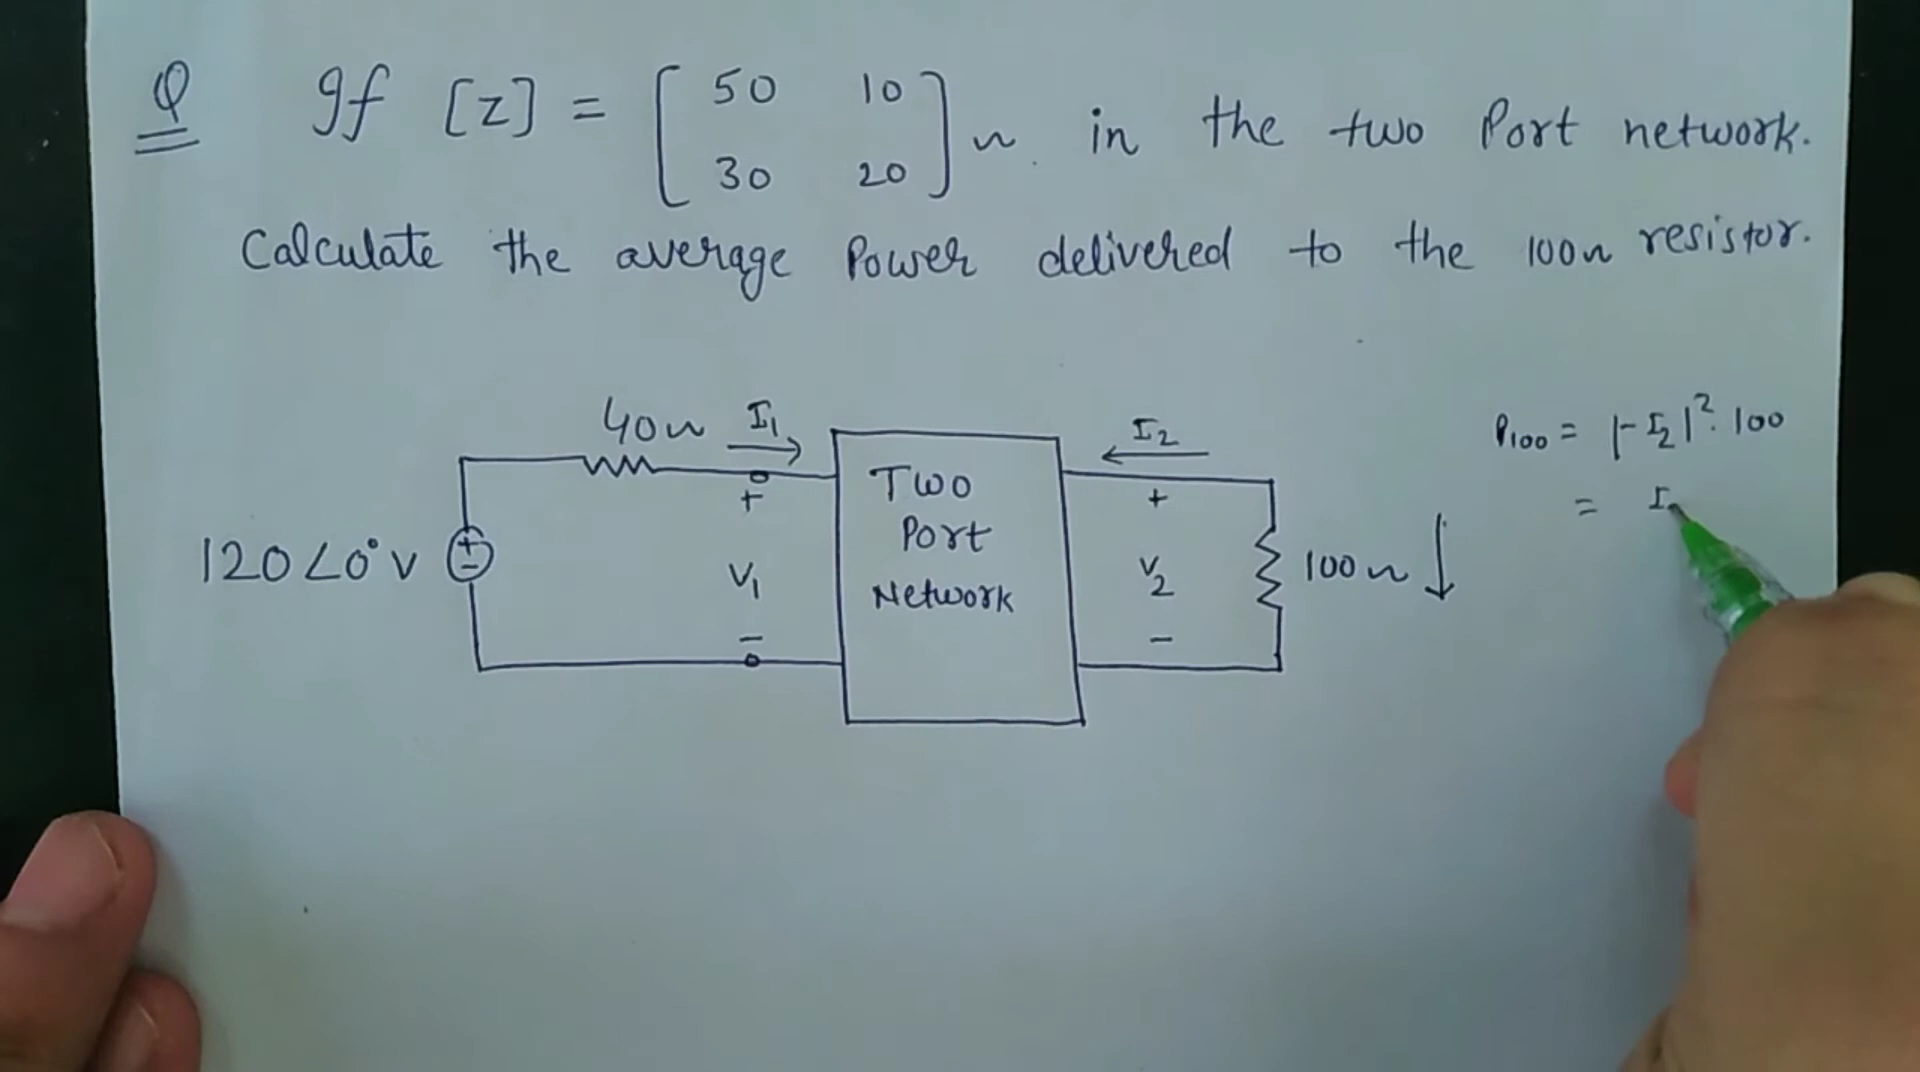 Q If [z] = [ 50 10
30 20 ] Ω in the two Port network.
Calculate the average Power delivered to the 100Ω resistor.
40Ω I1
I2
P100 = |-I2|². 100
= I
+ Two +
Port
120∠0° V + - V1 Network V2 100Ω ↓
- -